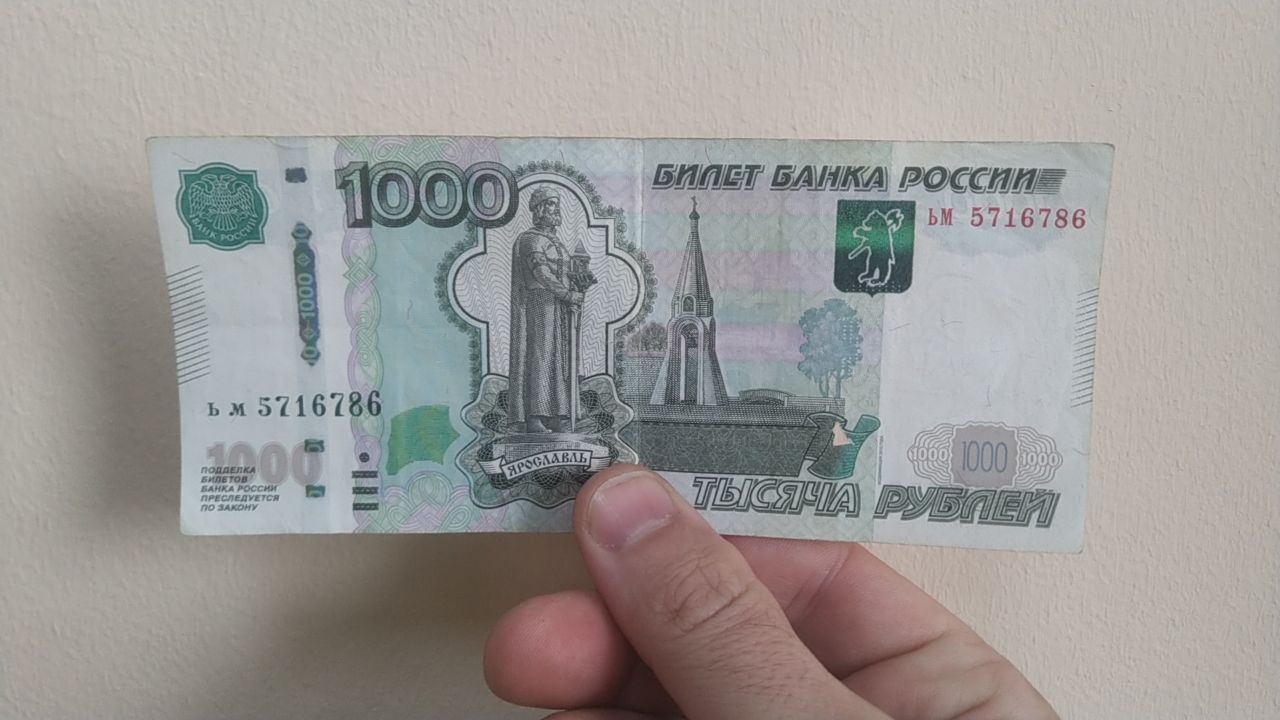 1000
БИЛЕТ БАНКА РОССИИ
БАНК РОССИИ
ьм 5716786
1000
ьм 5716786
ЯРОСЛАВЛЬ
1000
ПОДДЕЛКА
БИЛЕТОВ
БАНКА РОССИИ
ПРЕСЛЕДУЕТСЯ
ПО ЗАКОНУ
1000 1000 1000
ТЫСЯЧА РУБЛЕЙ